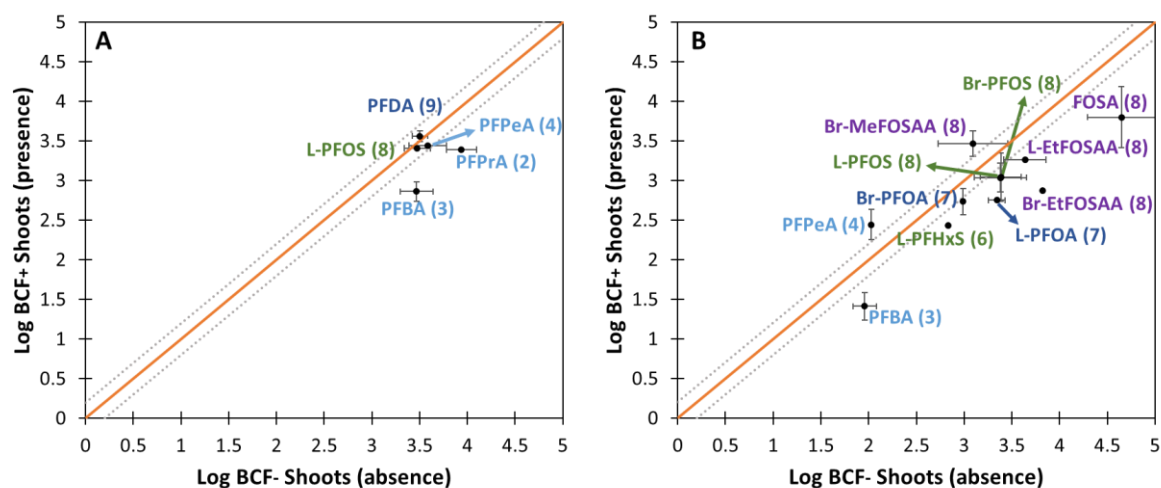 A
Log BCF+ Shoots (presence)
5
4.5
4
3.5
3
2.5
2
1.5
1
0.5
0
PFDA (9)
PFPeA (4)
L-PFOS (8)
PFPrA (2)
PFBA (3)
0 0.5 1 1.5 2 2.5 3 3.5 4 4.5 5
Log BCF- Shoots (absence)
B
Log BCF+ Shoots (presence)
5
4.5
4
3.5
3
2.5
2
1.5
1
0.5
0
Br-PFOS (8)
FOSA (8)
Br-MeFOSAA (8)
L-EtFOSAA (8)
L-PFOS (8)
Br-PFOA (7)
Br-EtFOSAA (8)
PFPeA (4)
L-PFHxS (6)
L-PFOA (7)
PFBA (3)
0 0.5 1 1.5 2 2.5 3 3.5 4 4.5 5
Log BCF- Shoots (absence)